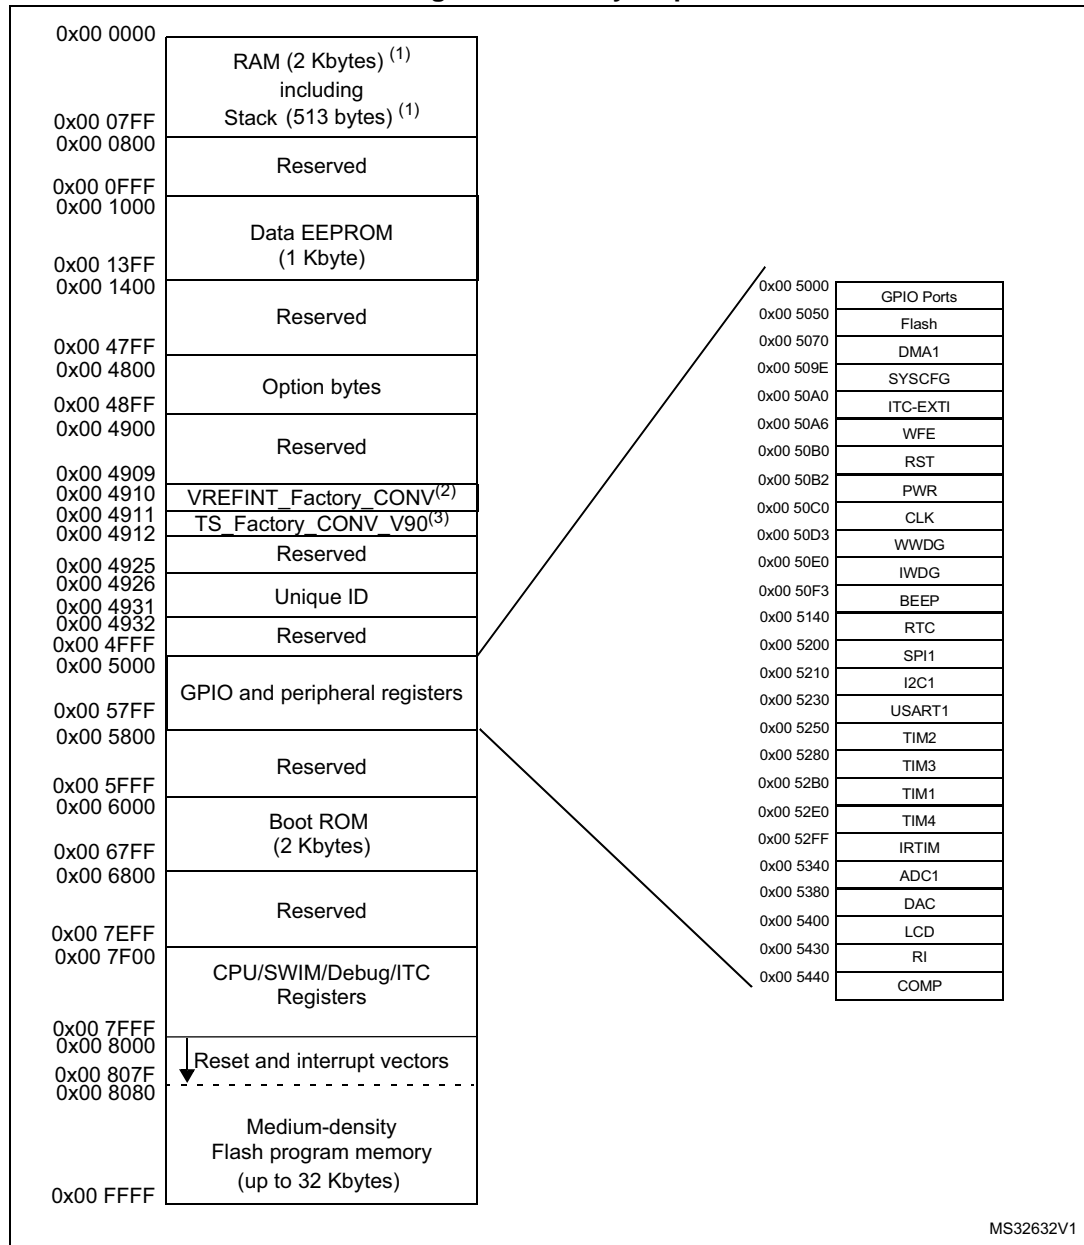 0x00 0000
RAM (2 Kbytes) (1)
including
Stack (513 bytes) (1)
0x00 07FF
0x00 0800
Reserved
0x00 0FFF
0x00 1000
Data EEPROM
(1 Kbyte)
0x00 13FF
0x00 1400
Reserved
0x00 47FF
0x00 4800
Option bytes
0x00 48FF
0x00 4900
Reserved
0x00 4909
0x00 4910
VREFINT_Factory_CONV(2)
0x00 4911
TS_Factory_CONV_V90(3)
0x00 4912
Reserved
0x00 4925
0x00 4926
Unique ID
0x00 4931
0x00 4932
Reserved
0x00 4FFF
0x00 5000
GPIO and peripheral registers
0x00 57FF
0x00 5800
Reserved
0x00 5FFF
0x00 6000
Boot ROM
(2 Kbytes)
0x00 67FF
0x00 6800
Reserved
0x00 7EFF
0x00 7F00
CPU/SWIM/Debug/ITC
Registers
0x00 7FFF
0x00 8000
Reset and interrupt vectors
0x00 807F
0x00 8080
Medium-density
Flash program memory
(up to 32 Kbytes)
0x00 FFFF
0x00 5000
GPIO Ports
0x00 5050
Flash
0x00 5070
DMA1
0x00 509E
SYSCFG
0x00 50A0
ITC-EXTI
0x00 50A6
WFE
0x00 50B0
RST
0x00 50B2
PWR
0x00 50C0
CLK
0x00 50D3
WWDG
0x00 50E0
IWDG
0x00 50F3
BEEP
0x00 5140
RTC
0x00 5200
SPI1
0x00 5210
I2C1
0x00 5230
USART1
0x00 5250
TIM2
0x00 5280
TIM3
0x00 52B0
TIM1
0x00 52E0
TIM4
0x00 52FF
IRTIM
0x00 5340
ADC1
0x00 5380
DAC
0x00 5400
LCD
0x00 5430
RI
0x00 5440
COMP
MS32632V1